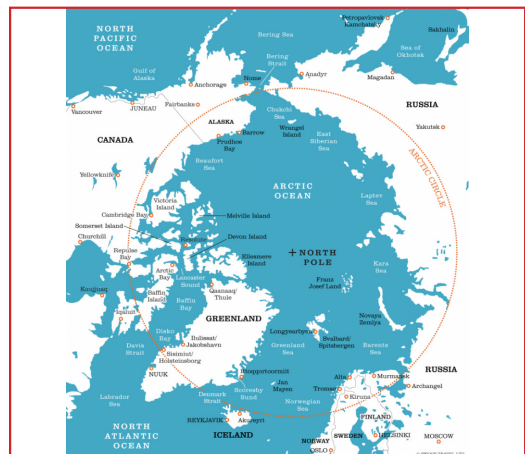 NORTH
PACIFIC
OCEAN
Petropavlovsk
Kamchatsky
Bering Sea
Sakhalin
Sea of
Okhotsk
Bering
Strait
Gulf of
Alaska
Anadyr
Magadan
Nome
Anchorage
Vancouver
JUNEAU
Fairbanks
RUSSIA
Chukchi
Sea
ALASKA
Wrangel
Island
Yakutsk
Barrow
East
Siberian
Sea
Prudhoe
Bay
CANADA
Beaufort
Sea
ARCTIC CIRCLE
Yellowknife
ARCTIC
OCEAN
Laptev
Sea
Victoria
Island
Cambridge Bay
Melville Island
Somerset Island
Churchill
Resolute
Devon Island
Repulse
Bay
NORTH
POLE
Ellesmere
Island
Kara
Sea
Arctic
Bay
Lancaster
Sound
Franz
Josef Land
Kuujjuaq
Baffin
Island
Qaanaaq/
Thule
Baffin
Bay
Iqaluit
Novaya
Zemlya
GREENLAND
Disko
Bay
Longyearbyen
Svalbard/
Spitsbergen
Ilulissat/
Jakobshavn
Davis
Strait
Greenland
Sea
Barents
Sea
Sisimiut/
Holsteinsborg
RUSSIA
NUUK
Ittoqqortoormiit
Alta
Murmansk
Jan
Mayen
Archangel
Tromsø
Labrador
Sea
Scoresby
Sund
Denmark
Strait
Kiruna
Norwegian
Sea
FINLAND
REYKJAVIK
Akureyri
NORTH
ATLANTIC
OCEAN
ICELAND
NORWAY
SWEDEN
HELSINKI
MOSCOW
OSLO